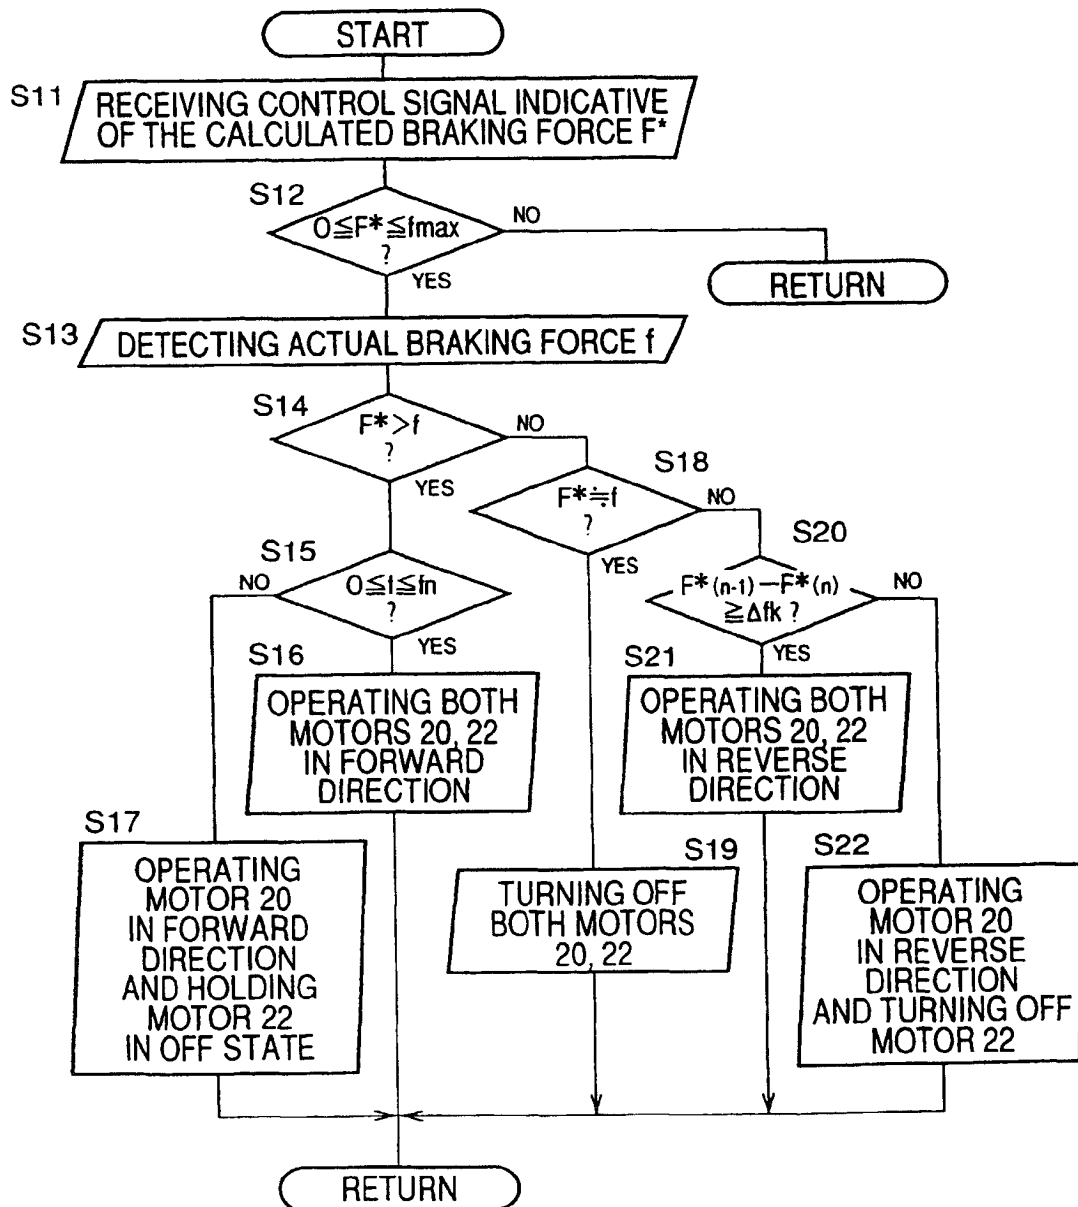 START
S11
RECEIVING CONTROL SIGNAL INDICATIVE
OF THE CALCULATED BRAKING FORCE F*
S12
O≦F*≦fmax
?
NO
YES
RETURN
S13
DETECTING ACTUAL BRAKING FORCE f
S14
F*>f
?
NO
YES
S18
F*≒f
?
NO
YES
S15
O≦f≦fn
?
NO
YES
S20
F*(n-1)−F*(n)
≧Δfk ?
NO
YES
S16
OPERATING BOTH
MOTORS 20, 22
IN FORWARD
DIRECTION
S21
OPERATING BOTH
MOTORS 20, 22
IN REVERSE
DIRECTION
S17
OPERATING
MOTOR 20
IN FORWARD
DIRECTION
AND HOLDING
MOTOR 22
IN OFF STATE
S19
TURNING OFF
BOTH MOTORS
20, 22
S22
OPERATING
MOTOR 20
IN REVERSE
DIRECTION
AND TURNING OFF
MOTOR 22
RETURN